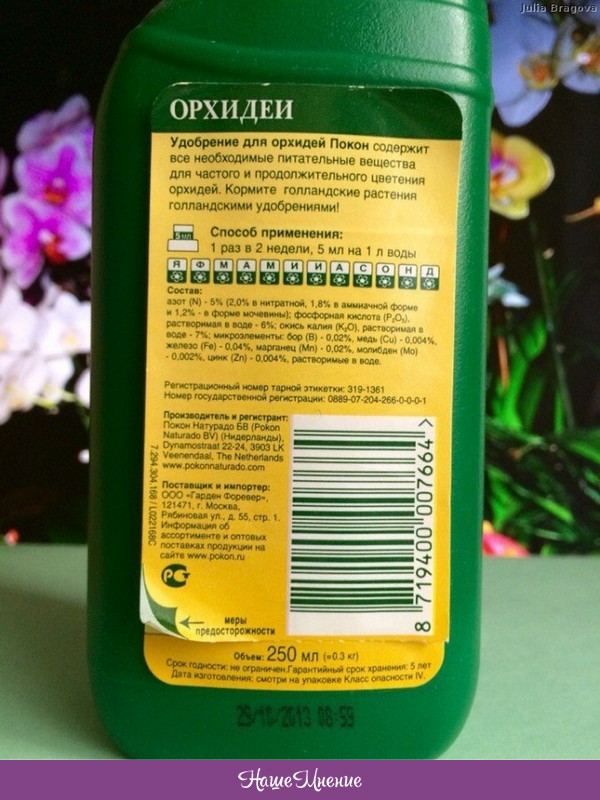 Julia Bragova
ОРХИДЕИ
Удобрение для орхидей Покон содержит
все необходимые питательные вещества
для частого и продолжительного цветения
орхидей. Кормите голландские растения
голландскими удобрениями!
5 мл
Способ применения:
1 раз в 2 недели, 5 мл на 1 л воды
Я Ф М А М И И А С О Н Д
Состав:
азот (N) - 5% (2,0% в нитратной, 1,8% в аммиачной форме
и 1,2% - в форме мочевины); фосфорная кислота (P₂O₅),
растворимая в воде - 6%; окись калия (K₂O), растворимая в
воде - 7%; микроэлементы: бор (B) - 0,02%, медь (Cu) - 0,004%,
железо (Fe) - 0,04%, марганец (Mn) - 0,02%, молибден (Mo)
- 0,002%, цинк (Zn) - 0,004%, растворимые в воде.
Регистрационный номер тарной этикетки: 319-1361
Номер государственной регистрации: 0889-07-204-266-0-0-0-1
Производитель и регистрант:
Покон Натурадо БВ (Pokon
Naturado BV) (Нидерланды),
Dynamostraat 22-24, 3903 LK
Veenendaal, The Netherlands
www.pokonnaturado.com
Поставщик и импортер:
ООО «Гарден Форевер»,
121471, г. Москва,
Рябиновая ул., д. 55, стр. 1.
Информация об
ассортименте и оптовых
поставках продукции на
сайте www.pokon.ru
7 294 304 168 / L022168C
8 719400 007664 >
РСТ
меры
предосторожности
Объем: 250 мл (=0.3 кг)
Срок годности: не ограничен. Гарантийный срок хранения: 5 лет
Дата изготовления: смотри на упаковке Класс опасности IV.
29/10/2013 08:59
НашеМнение